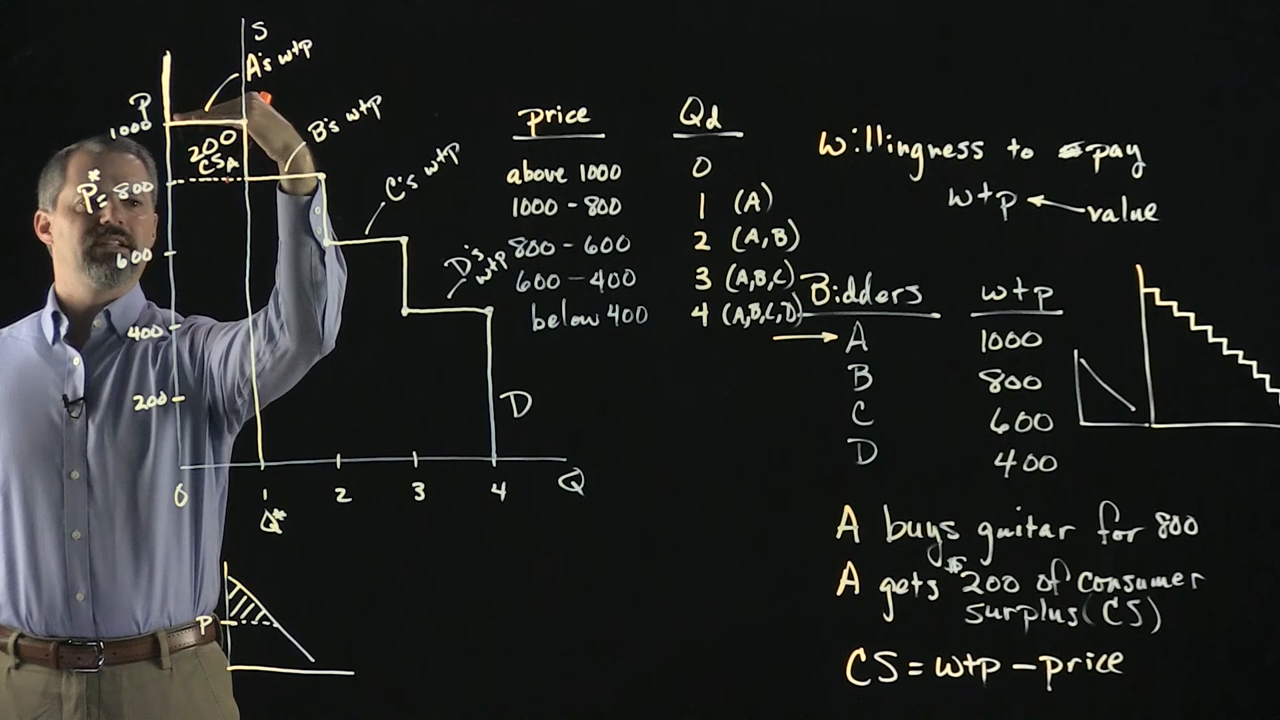 S
A's wtp
P
1000
B's wtp
200
CSA
P* = 800
C's wtp
600
D's wtp
400
200
D
0 1 2 3 4 Q
Q*
P
price Qd
above 1000 0
1000 - 800 1 (A)
800 - 600 2 (A,B)
600 - 400 3 (A,B,C)
below 400 4 (A,B,C,D)
Willingness to pay
wtp ← value
Bidders wtp
→ A 1000
B 800
C 600
D 400
A buys guitar for 800
A gets $200 of consumer
surplus (CS)
CS = wtp - price